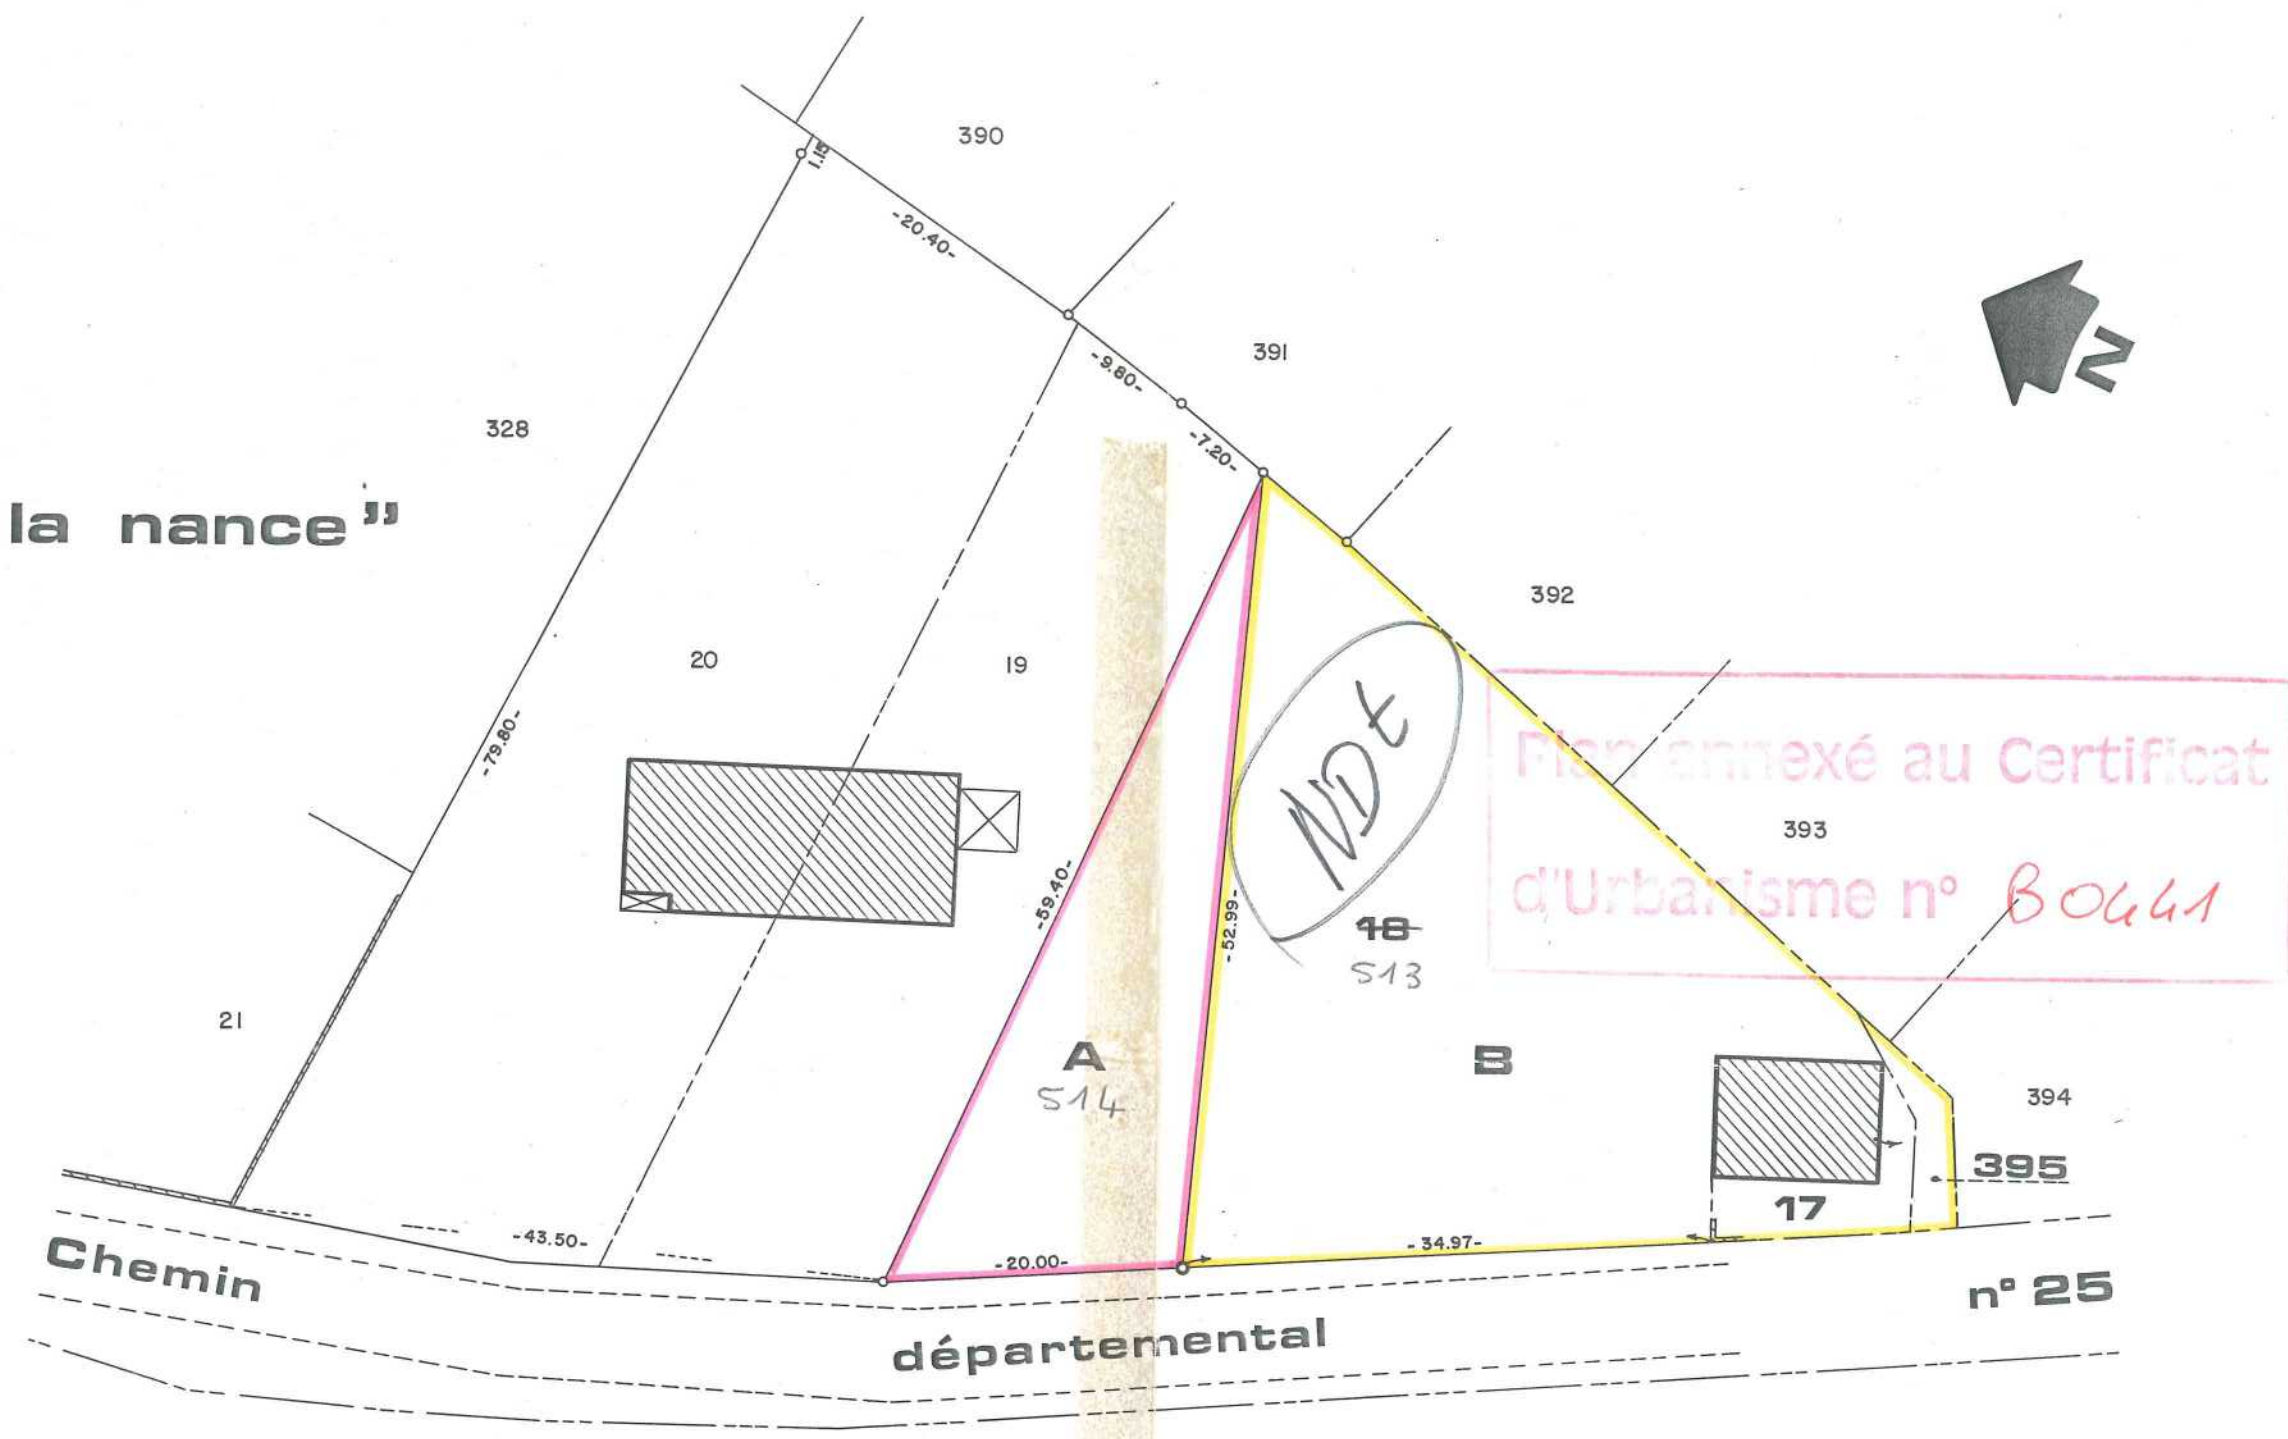 390
1.15
-20.40-
391
-9.80-
N
-7.20-
328
la nance”
392
20
19
NDt
-79.80-
Plan annexé au Certificat
393
d'Urbanisme n° B0441
-59.40-
-52.99-
18
513
21
A
514
B
394
395
17
-43.50-
-20.00-
-34.97-
Chemin
départemental
n° 25